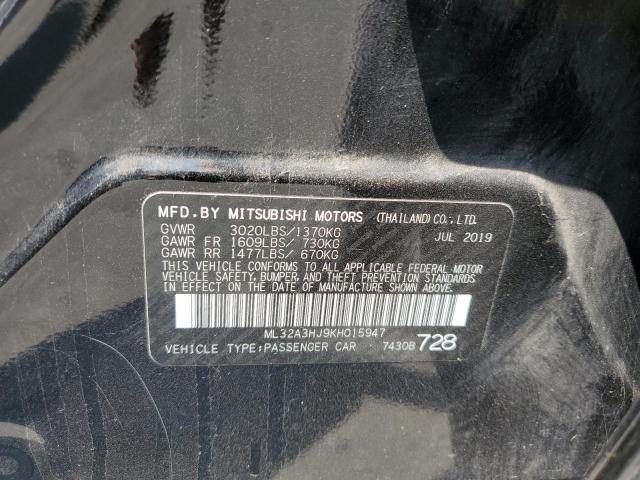 MFD.BY MITSUBISHI MOTORS (THAILAND) CO.,LTD.
GVWR 3020LBS/1370KG JUL 2019
GAWR FR 1609LBS/ 730KG
GAWR RR 1477LBS/ 670KG
THIS VEHICLE CONFORMS TO ALL APPLICABLE FEDERAL MOTOR
VEHICLE SAFETY, BUMPER, AND THEFT PREVENTION STANDARDS
IN EFFECT ON THE DATE OF MANUFACTURE SHOWN ABOVE.
ML32A3HJ9KH015947
VEHICLE TYPE:PASSENGER CAR 7430B 728